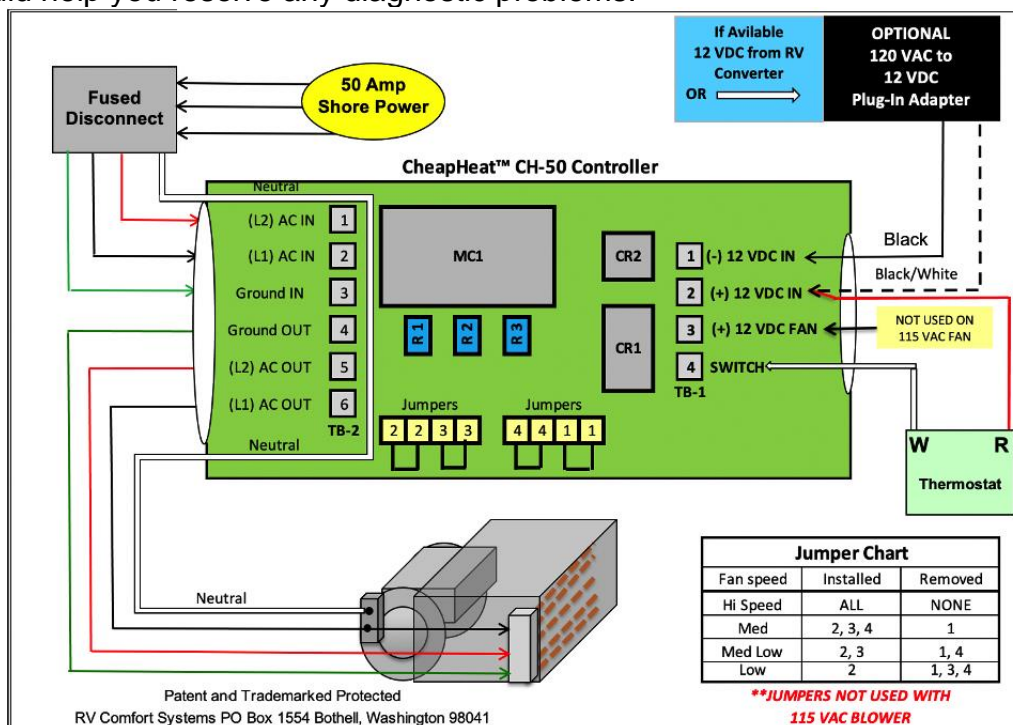 did help you reserve any diagnostic problems.
If Avilable
12 VDC from RV
Converter
OR
OPTIONAL
120 VAC to
12 VDC
Plug-In Adapter
Fused
Disconnect
50 Amp
Shore Power
CheapHeat™ CH-50 Controller
Neutral
(L2) AC IN 1
(L1) AC IN 2
Ground IN 3
Ground OUT 4
(L2) AC OUT 5
(L1) AC OUT 6
TB-2
Neutral
MC1
R1 R2 R3
CR2
CR1
Jumpers
2 2 3 3
Jumpers
4 4 1 1
1 (-) 12 VDC IN
2 (+) 12 VDC IN
3 (+) 12 VDC FAN
4 SWITCH
TB-1
Black
Black/White
NOT USED ON
115 VAC FAN
W R
Thermostat
Neutral
Jumper Chart
Fan speed Installed Removed
Hi Speed ALL NONE
Med 2, 3, 4 1
Med Low 2, 3 1, 4
Low 2 1, 3, 4
**JUMPERS NOT USED WITH
115 VAC BLOWER
Patent and Trademarked Protected
RV Comfort Systems PO Box 1554 Bothell, Washington 98041